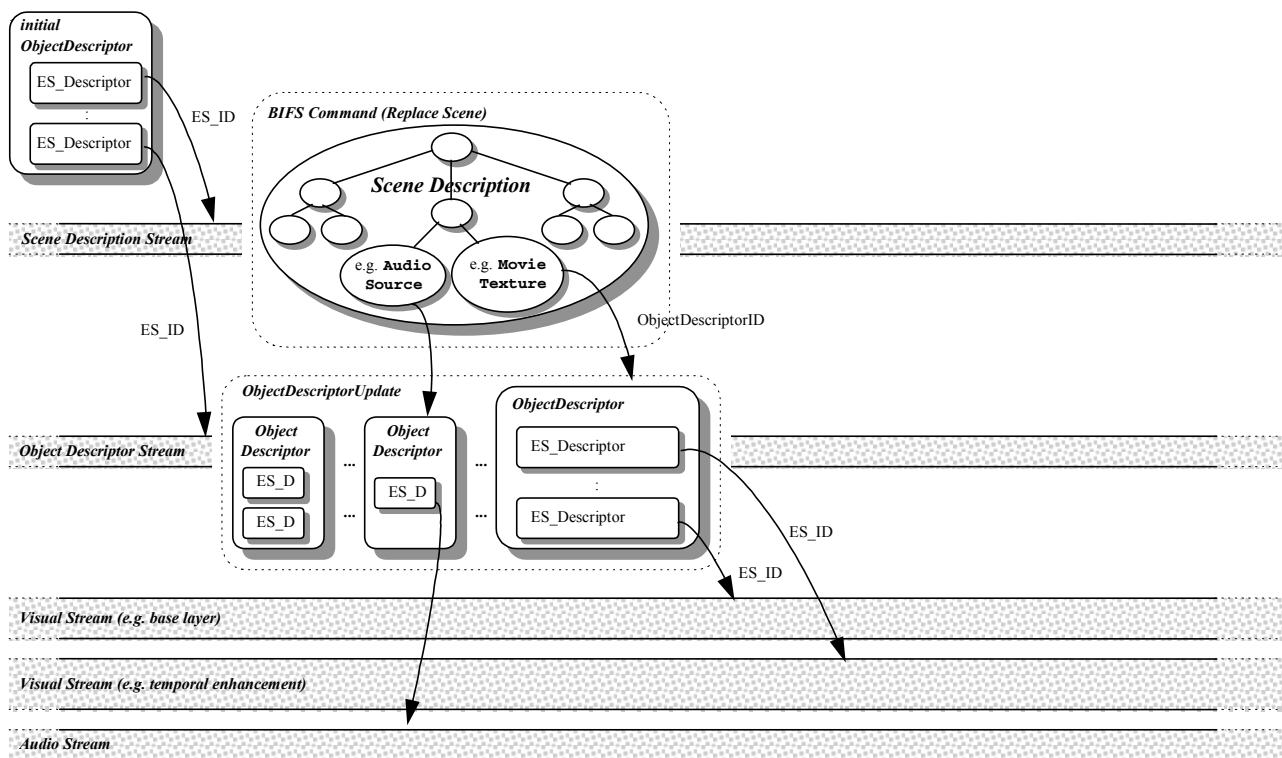 initial
ObjectDescriptor
ES_Descriptor
:
ES_Descriptor
ES_ID
BIFS Command (Replace Scene)
Scene Description
Scene Description Stream
e.g. Audio
Source
e.g. Movie
Texture
ES_ID
ObjectDescriptorID
ObjectDescriptorUpdate
ObjectDescriptor
Object
Descriptor
Object
Descriptor
Object Descriptor Stream
ES_D
ES_D
...
...
ES_D
...
...
ES_Descriptor
:
ES_Descriptor
ES_ID
ES_ID
Visual Stream (e.g. base layer)
Visual Stream (e.g. temporal enhancement)
Audio Stream